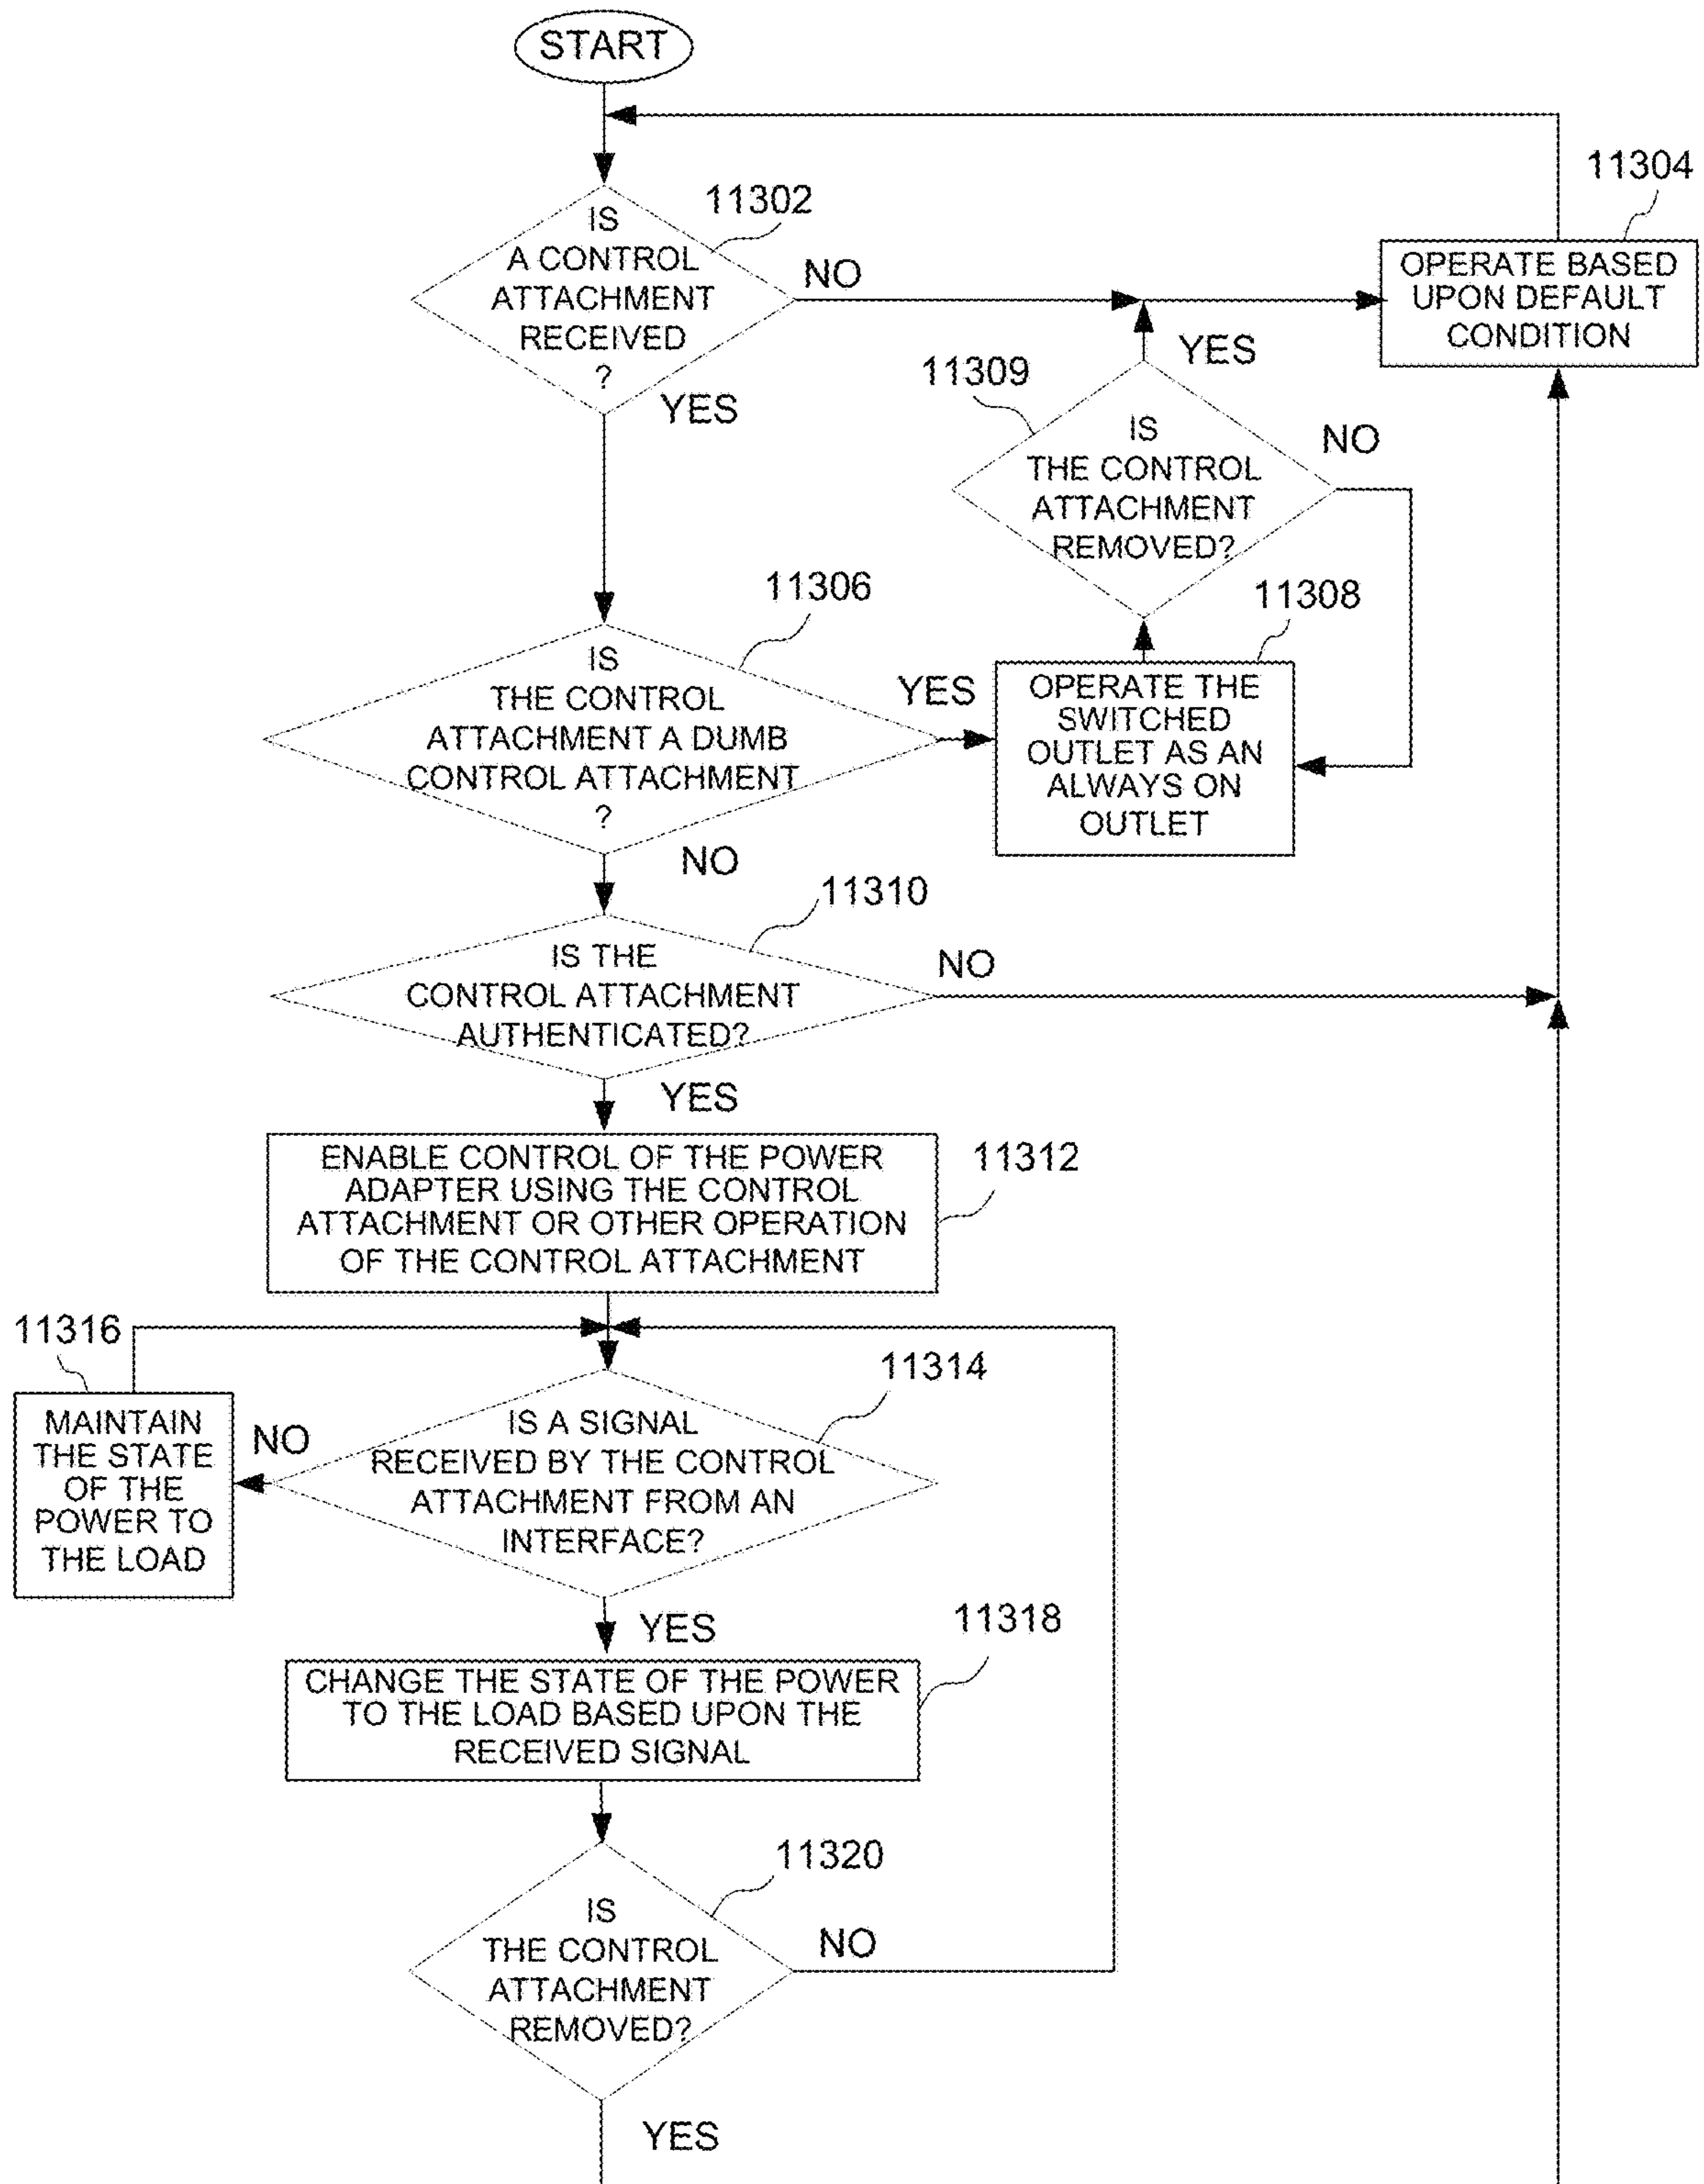 START
11302
IS
A CONTROL
ATTACHMENT
RECEIVED
?
NO
YES
11304
OPERATE BASED
UPON DEFAULT
CONDITION
11309
YES
IS
THE CONTROL
ATTACHMENT
REMOVED?
NO
11306
IS
THE CONTROL
ATTACHMENT A DUMB
CONTROL ATTACHMENT
?
YES
NO
11308
OPERATE THE
SWITCHED
OUTLET AS AN
ALWAYS ON
OUTLET
11310
IS THE
CONTROL ATTACHMENT
AUTHENTICATED?
NO
YES
ENABLE CONTROL OF THE POWER
ADAPTER USING THE CONTROL
ATTACHMENT OR OTHER OPERATION
OF THE CONTROL ATTACHMENT
11312
11316
MAINTAIN
THE STATE
OF THE
POWER TO
THE LOAD
NO
11314
IS A SIGNAL
RECEIVED BY THE CONTROL
ATTACHMENT FROM AN
INTERFACE?
YES
11318
CHANGE THE STATE OF THE POWER
TO THE LOAD BASED UPON THE
RECEIVED SIGNAL
11320
IS
THE CONTROL
ATTACHMENT
REMOVED?
NO
YES